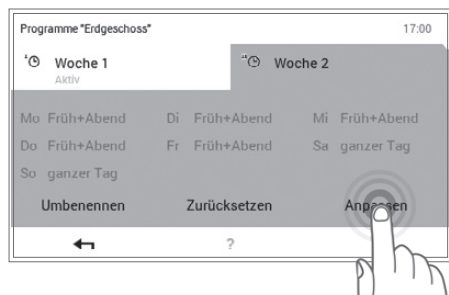 Programme "Erdgeschoss" 17:00
Woche 1 Woche 2
Aktiv
Mo Früh+Abend Di Früh+Abend Mi Früh+Abend
Do Früh+Abend Fr Früh+Abend Sa ganzer Tag
So ganzer Tag
Umbenennen Zurücksetzen Anpassen
?